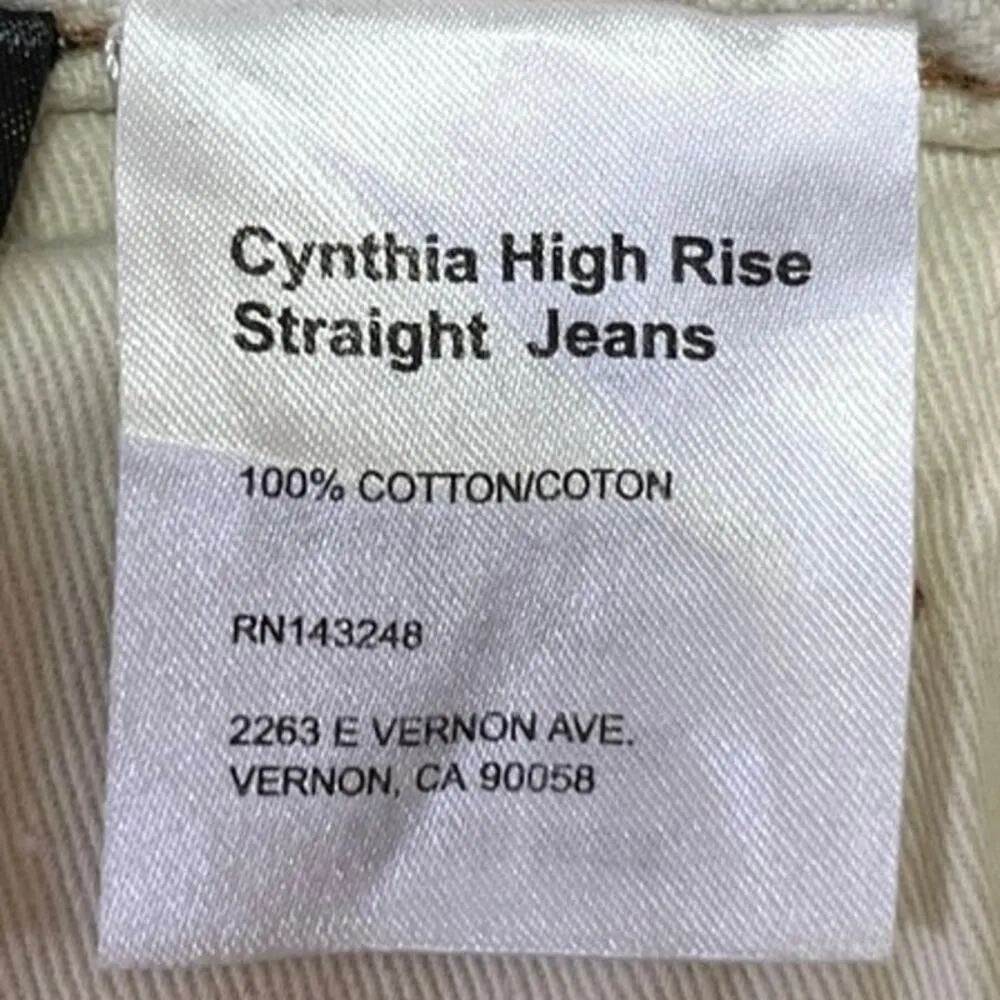 Cynthia High Rise
Straight Jeans
100% COTTON/COTON
RN143248
2263 E VERNON AVE.
VERNON, CA 90058